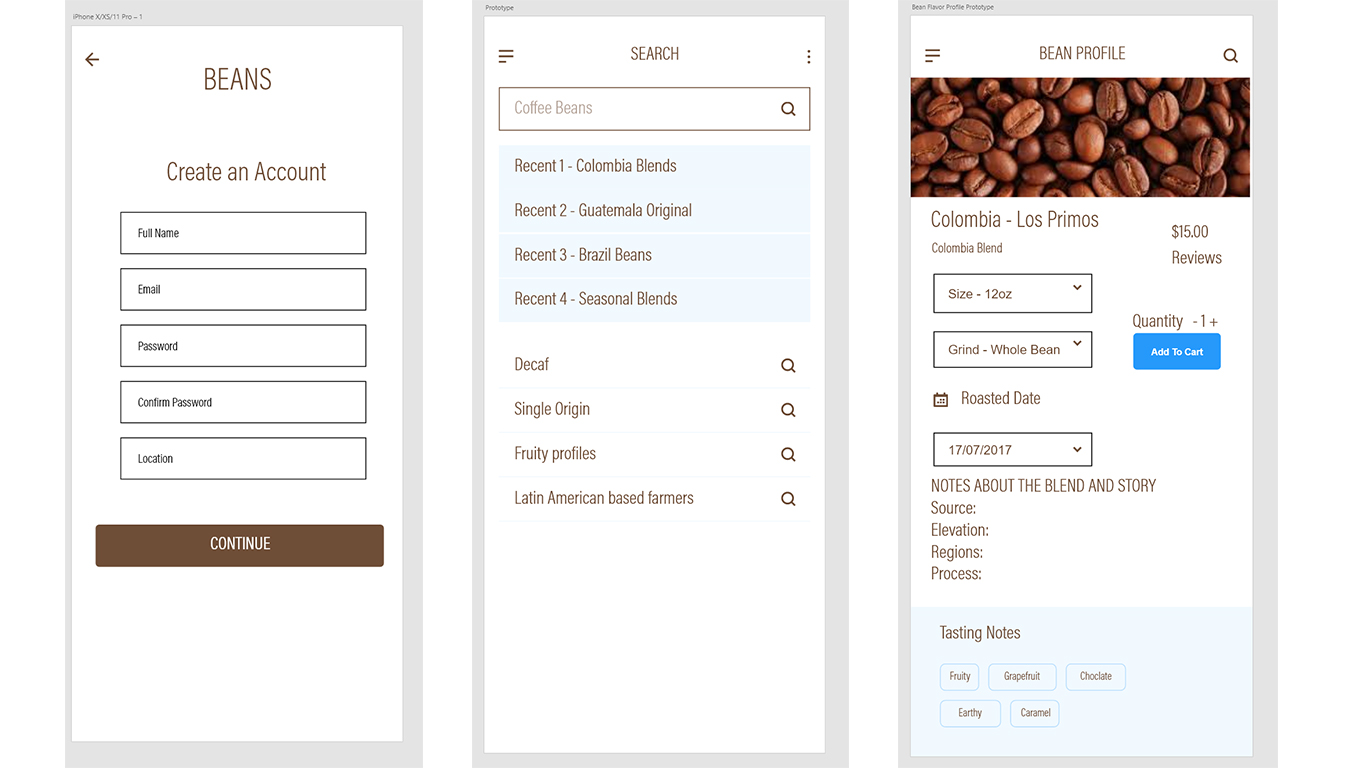 iPhone X/XS/11 Pro – 1
BEANS
Create an Account
Full Name
Email
Password
Confirm Password
Location
CONTINUE
Prototype
SEARCH
Coffee Beans
Recent 1 - Colombia Blends
Recent 2 - Guatemala Original
Recent 3 - Brazil Beans
Recent 4 - Seasonal Blends
Decaf
Single Origin
Fruity profiles
Latin American based farmers
Bean Flavor Profile Prototype
BEAN PROFILE
Colombia - Los Primos
$15.00
Colombia Blend
Reviews
Size - 12oz
Quantity - 1 +
Grind - Whole Bean
Add To Cart
Roasted Date
17/07/2017
NOTES ABOUT THE BLEND AND STORY
Source:
Elevation:
Regions:
Process:
Tasting Notes
Fruity Grapefruit Choclate
Earthy Caramel